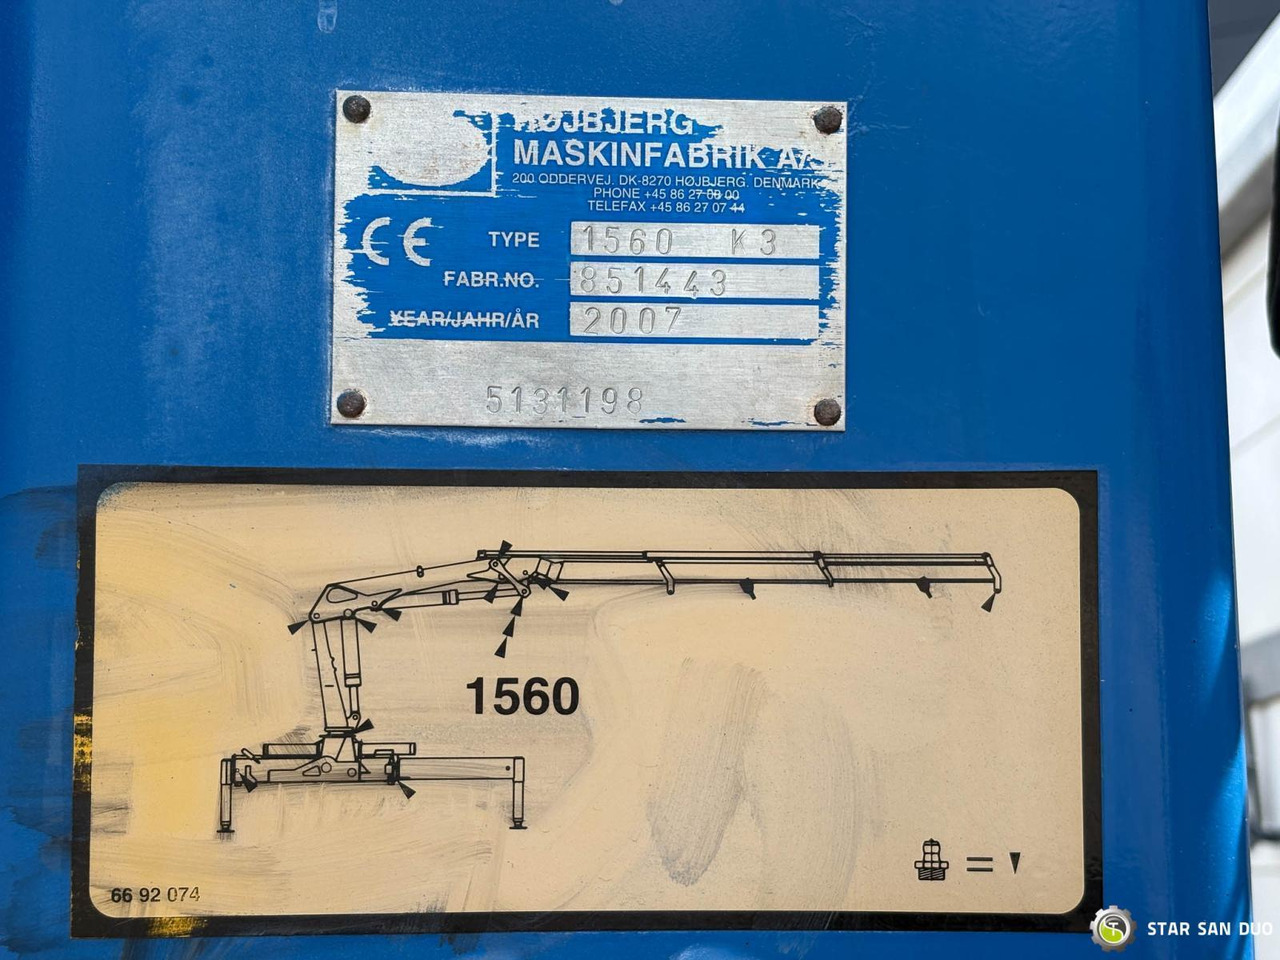 HØJBJERG
MASKINFABRIK A/S
200 ODDERVEJ. DK-8270 HØJBJERG. DENMARK
PHONE +45 86 27 08 00
TELEFAX +45 86 27 07 44
CE
TYPE 1560 K3
FABR.NO. 851443
YEAR/JAHR/ÅR 2007
5131198
1560
66 92 074
=
STAR SAN DUO